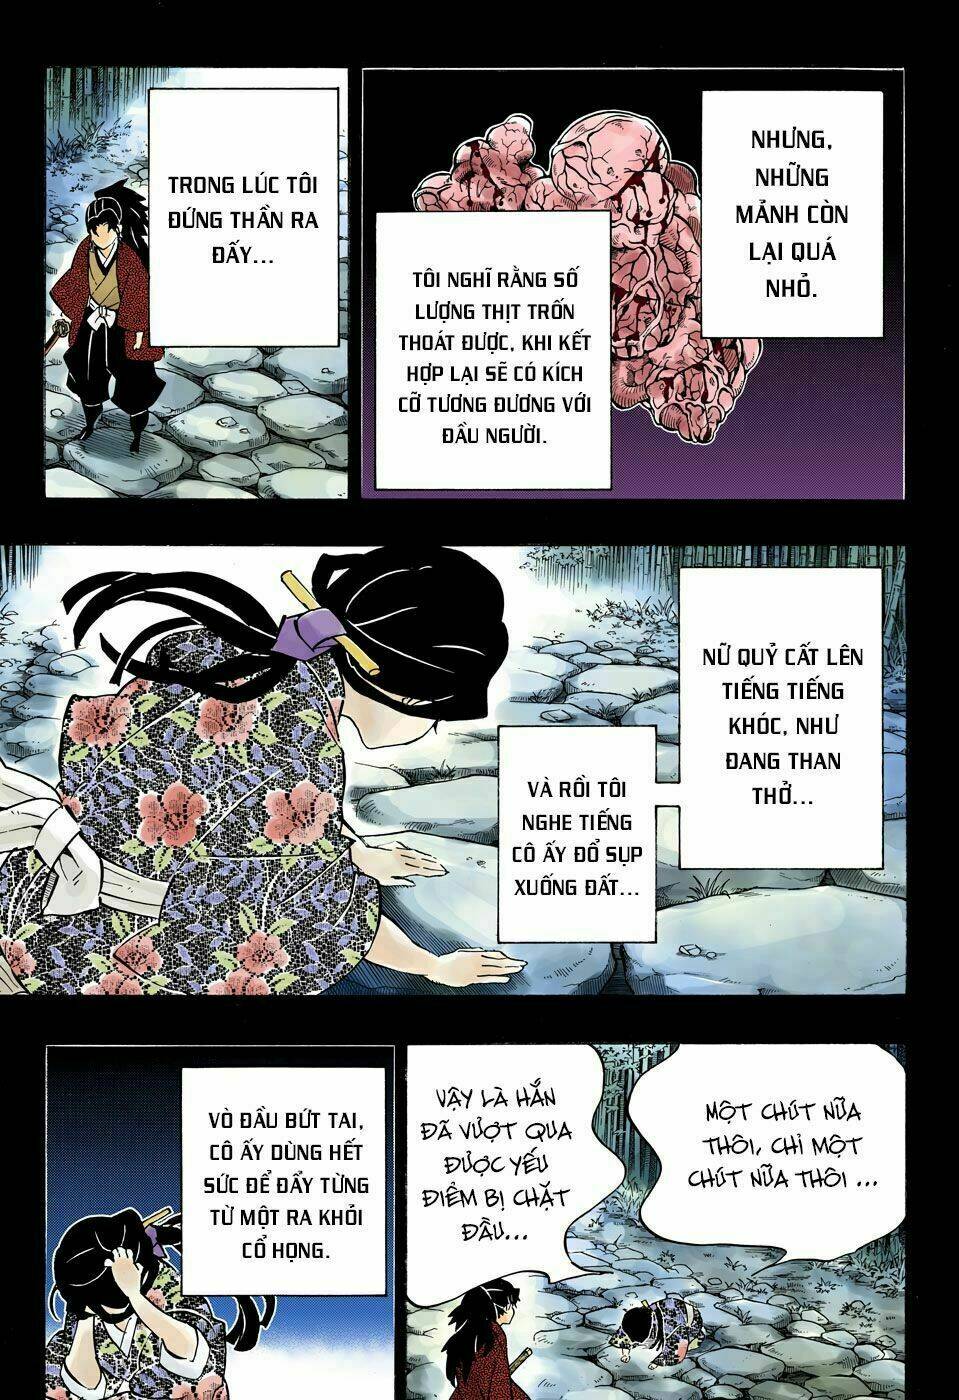 NHƯNG,
NHỮNG
MẢNH CÒN
LẠI QUÁ
NHỎ.
TÔI NGHĨ RẰNG SỐ
LƯỢNG THỊT TRỐN
THOÁT ĐƯỢC, KHI KẾT
HỢP LẠI SẼ CÓ KÍCH
CỠ TƯƠNG ĐƯƠNG VỚI
ĐẦU NGƯỜI.
TRONG LÚC TÔI
ĐỨNG THẦN RA
ĐẤY...
NỮ QUỶ CẤT LÊN
TIẾNG TIẾNG
KHÓC, NHƯ
ĐANG THAN
THỞ...
VÀ RỒI TÔI
NGHE TIẾNG
CÔ ẤY ĐỔ SỤP
XUỐNG ĐẤT...
MỘT CHÚT NỮA
THÔI, CHỈ MỘT
CHÚT NỮA THÔI ...
VẬY LÀ HẮN
ĐÃ VƯỢT QUA
ĐƯỢC YẾU
ĐIỂM BỊ CHẶT
ĐẦU...
VÒ ĐẦU BỨT TAI,
CÔ ẤY DÙNG HẾT
SỨC ĐỂ ĐẨY TỪNG
TỪ MỘT RA KHỎI
CỔ HỌNG.